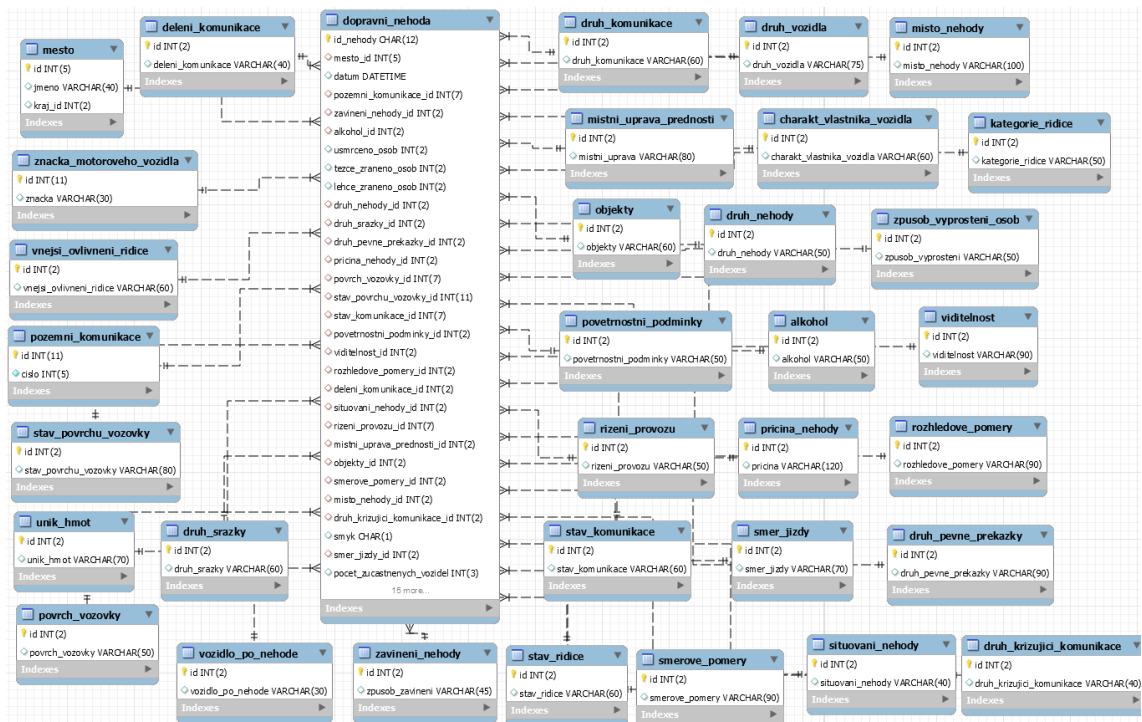 mesto
id INT(5)
jmeno VARCHAR(40)
kraj_id INT(2)
Indexes
deleni_komunikace
id INT(2)
deleni_komunikace VARCHAR(40)
Indexes
dopravni_nehoda
id_nehody CHAR(12)
mesto_id INT(5)
datum DATETIME
pozemni_komunikace_id INT(7)
zavineni_nehody_id INT(2)
alkohol_id INT(2)
usmrceno_osob INT(2)
tezce_zraneno_osob INT(2)
lehce_zraneno_osob INT(2)
druh_nehody_id INT(2)
druh_srazky_id INT(2)
druh_pevne_prekazky_id INT(2)
pricina_nehody_id INT(2)
povrch_vozovky_id INT(7)
stav_povrchu_vozovky_id INT(11)
stav_komunikace_id INT(7)
povetrnostni_podminky_id INT(2)
viditelnost_id INT(2)
rozhledove_pomery_id INT(2)
deleni_komunikace_id INT(2)
situovani_nehody_id INT(2)
rizeni_provozu_id INT(7)
mistni_uprava_prednosti_id INT(2)
objekty_id INT(2)
smerove_pomery_id INT(2)
misto_nehody_id INT(2)
druh_krizujici_komunikace_id INT(2)
smyk CHAR(1)
smer_jizdy_id INT(2)
pocet_zucastnenych_vozidel INT(3)
15 more...
Indexes
druh_komunikace
id INT(2)
druh_komunikace VARCHAR(60)
Indexes
druh_vozidla
id INT(2)
druh_vozidla VARCHAR(75)
Indexes
misto_nehody
id INT(2)
misto_nehody VARCHAR(100)
Indexes
mistni_uprava_prednosti
id INT(2)
mistni_uprava VARCHAR(80)
Indexes
charakt_vlastnika_vozidla
id INT(2)
charakt_vlastnika_vozidla VARCHAR(60)
Indexes
kategorie_ridice
id INT(2)
kategorie_ridice VARCHAR(50)
Indexes
znacka_motoroveho_vozidla
id INT(11)
znacka VARCHAR(30)
Indexes
objekty
id INT(2)
objekty VARCHAR(60)
Indexes
druh_nehody
id INT(2)
druh_nehody VARCHAR(50)
Indexes
zpusob_vyprosteni_osob
id INT(2)
zpusob_vyprosteni VARCHAR(50)
Indexes
vnejsi_ovlivneni_ridice
id INT(2)
vnejsi_ovlivneni_ridice VARCHAR(60)
Indexes
pozemni_komunikace
id INT(11)
cislo INT(5)
Indexes
povetrnostni_podminky
id INT(2)
povetrnostni_podminky VARCHAR(50)
Indexes
alkohol
id INT(2)
alkohol VARCHAR(50)
Indexes
viditelnost
id INT(2)
viditelnost VARCHAR(90)
Indexes
stav_povrchu_vozovky
id INT(2)
stav_povrchu_vozovky VARCHAR(80)
Indexes
rizeni_provozu
id INT(2)
rizeni_provozu VARCHAR(50)
Indexes
pricina_nehody
id INT(2)
pricina VARCHAR(120)
Indexes
rozhledove_pomery
id INT(2)
rozhledove_pomery VARCHAR(90)
Indexes
unik_hmot
id INT(2)
unik_hmot VARCHAR(70)
Indexes
druh_srazky
id INT(2)
druh_srazky VARCHAR(60)
Indexes
stav_komunikace
id INT(2)
stav_komunikace VARCHAR(60)
Indexes
smer_jizdy
id INT(2)
smer_jizdy VARCHAR(70)
Indexes
druh_pevne_prekazky
id INT(2)
druh_pevne_prekazky VARCHAR(90)
Indexes
povrch_vozovky
id INT(2)
povrch_vozovky VARCHAR(50)
Indexes
vozidlo_po_nehode
id INT(2)
vozidlo_po_nehode VARCHAR(30)
Indexes
zavineni_nehody
id INT(2)
zpusob_zavineni VARCHAR(45)
Indexes
stav_ridice
id INT(2)
stav_ridice VARCHAR(60)
Indexes
smerove_pomery
id INT(2)
smerove_pomery VARCHAR(90)
Indexes
situovani_nehody
id INT(2)
situovani_nehody VARCHAR(40)
Indexes
druh_krizujici_komunikace
id INT(2)
druh_krizujici_komunikace VARCHAR(40)
Indexes